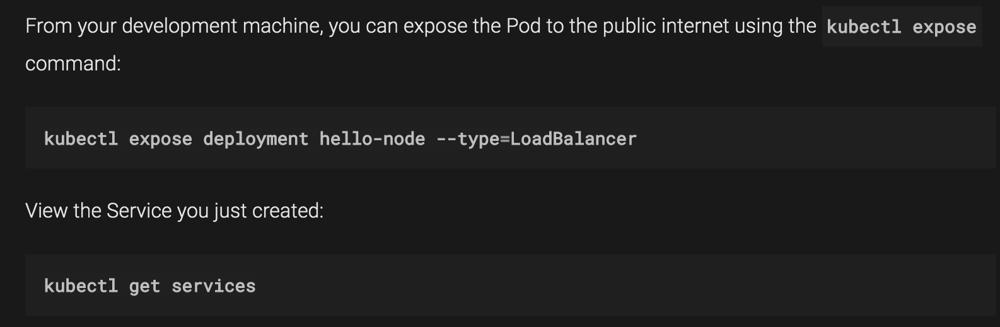 From your development machine, you can expose the Pod to the public internet using the kubectl expose
command:
kubectl expose deployment hello-node --type=LoadBalancer
View the Service you just created:
kubectl get services